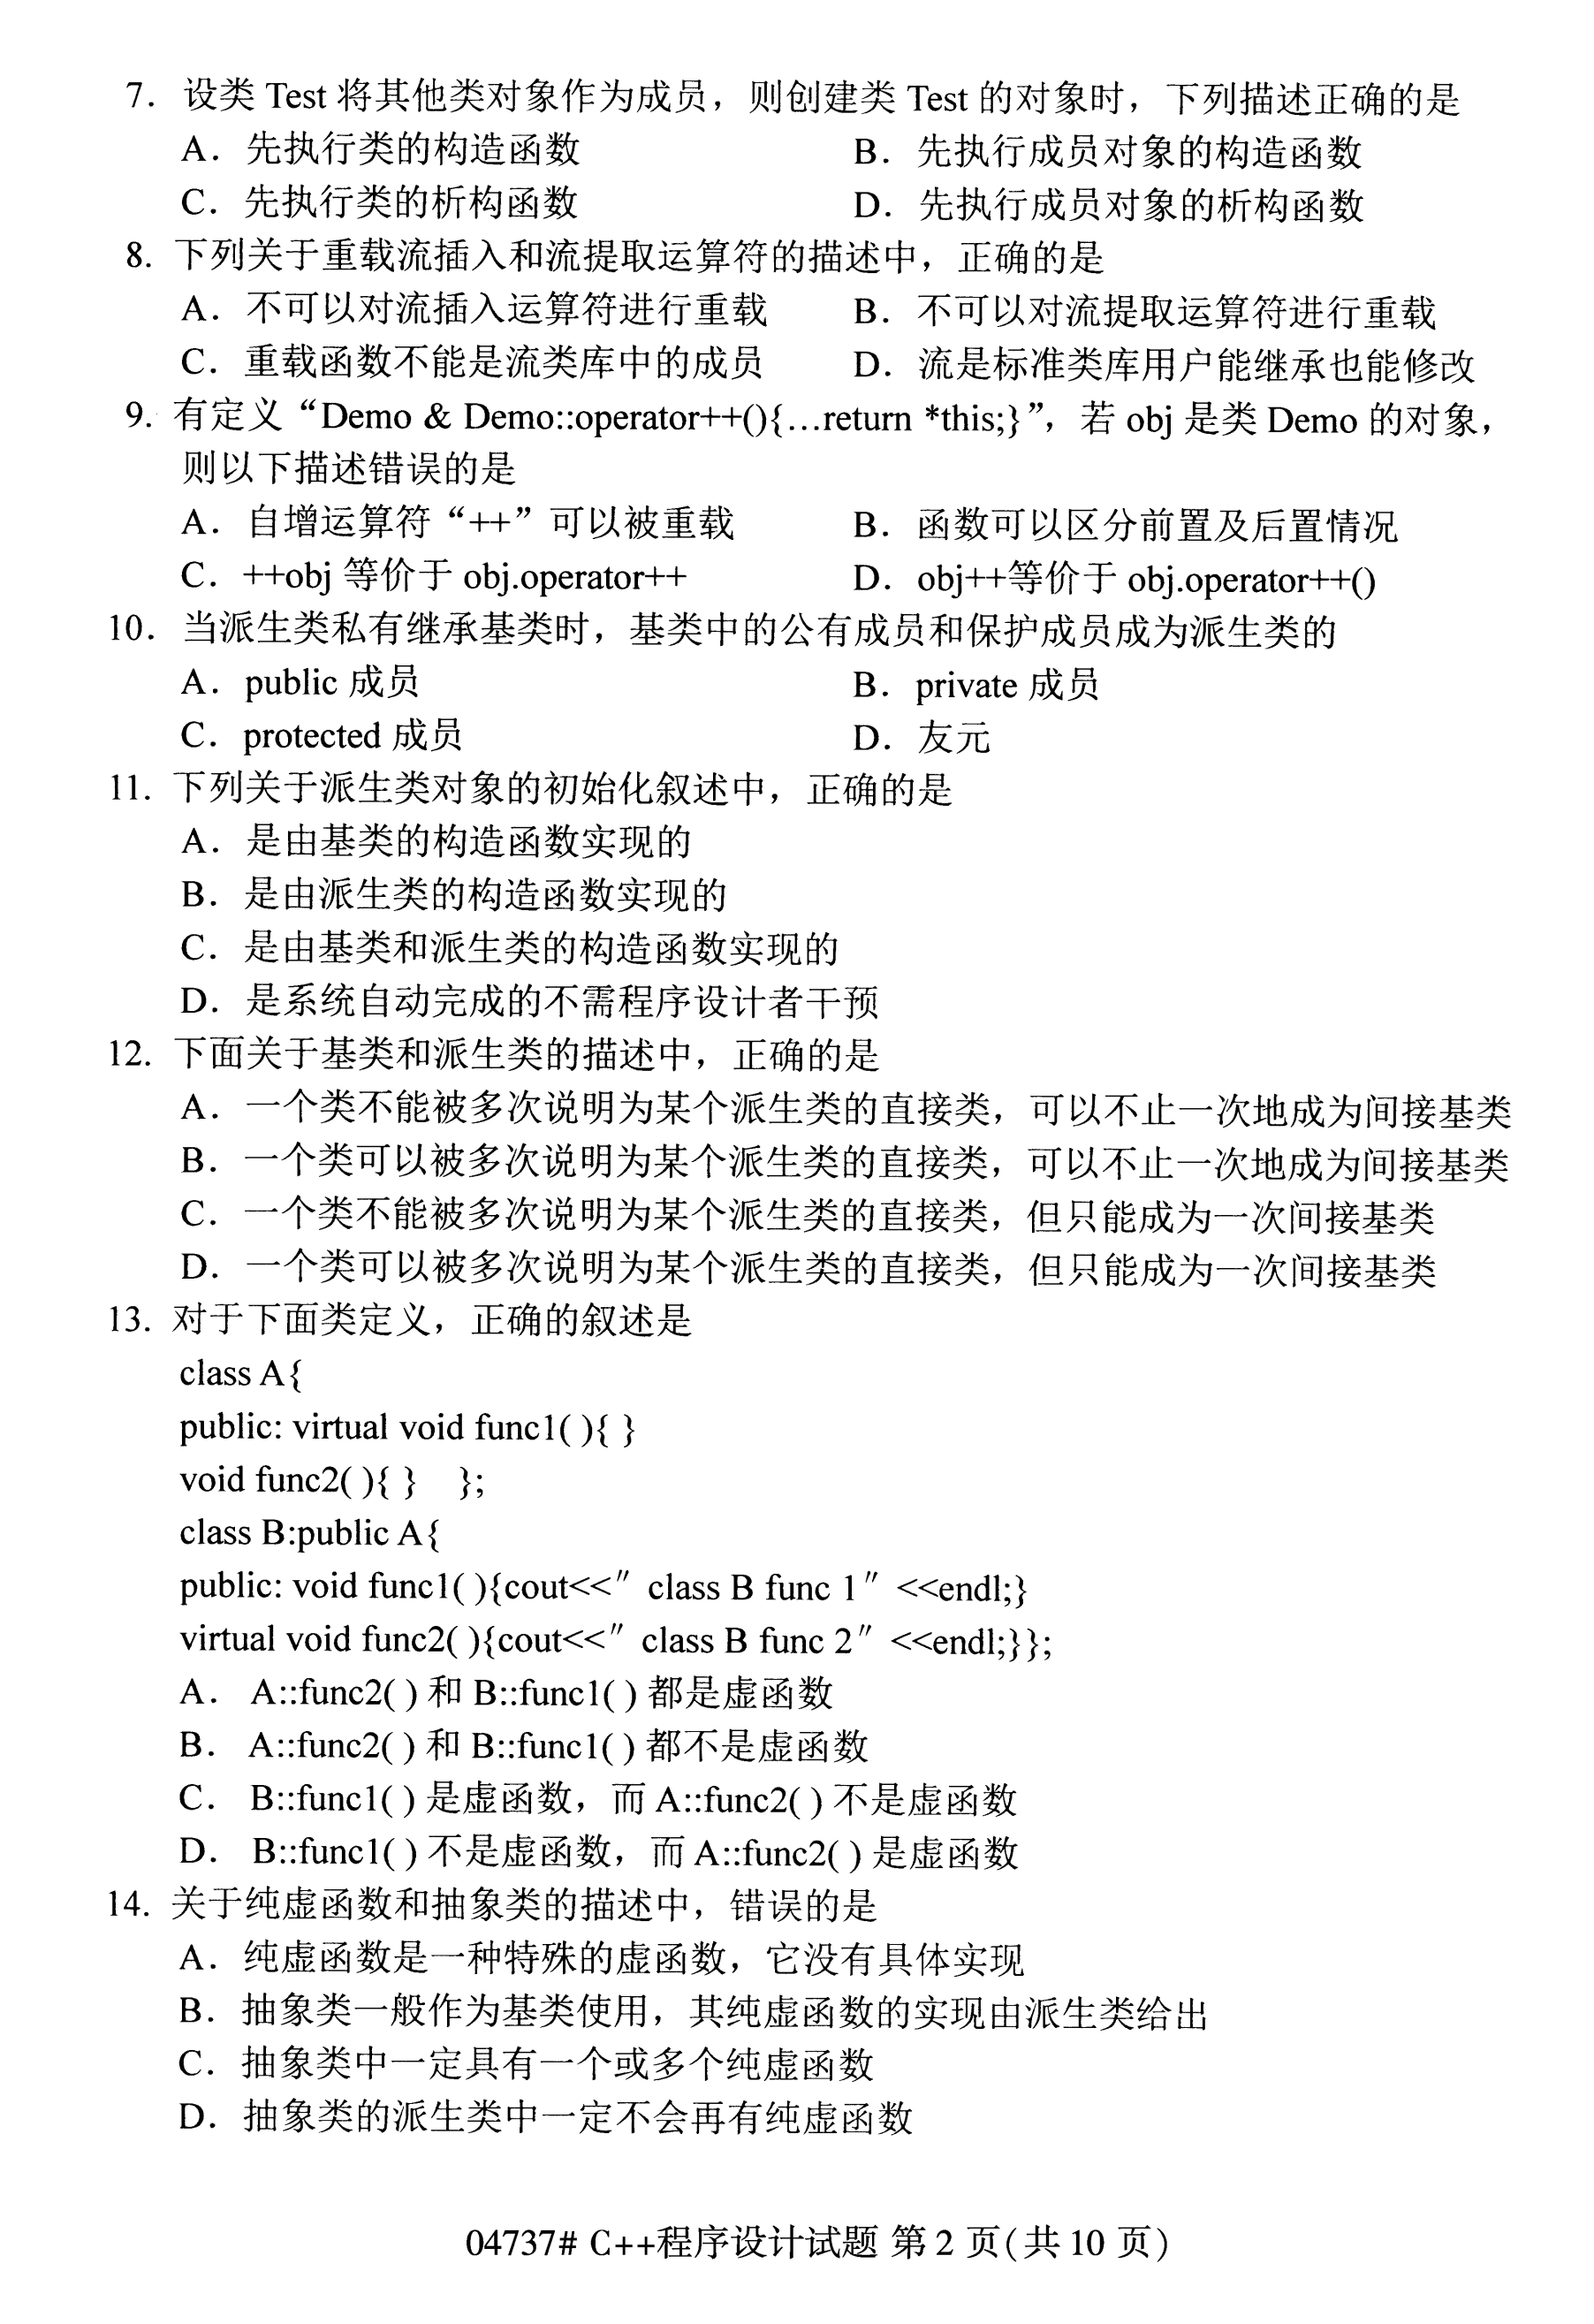 7. 设类 Test 将其他类对象作为成员，则创建类 Test 的对象时，下列描述正确的是
A. 先执行类的构造函数 B. 先执行成员对象的构造函数
C. 先执行类的析构函数 D. 先执行成员对象的析构函数
8. 下列关于重载流插入和流提取运算符的描述中，正确的是
A. 不可以对流插入运算符进行重载 B. 不可以对流提取运算符进行重载
C. 重载函数不能是流类库中的成员 D. 流是标准类库用户能继承也能修改
9. 有定义“Demo & Demo::operator++(){…return *this;}”，若 obj 是类 Demo 的对象，
则以下描述错误的是
A. 自增运算符“++”可以被重载 B. 函数可以区分前置及后置情况
C. ++obj 等价于 obj.operator++ D. obj++等价于 obj.operator++()
10. 当派生类私有继承基类时，基类中的公有成员和保护成员成为派生类的
A. public 成员 B. private 成员
C. protected 成员 D. 友元
11. 下列关于派生类对象的初始化叙述中，正确的是
A. 是由基类的构造函数实现的
B. 是由派生类的构造函数实现的
C. 是由基类和派生类的构造函数实现的
D. 是系统自动完成的不需程序设计者干预
12. 下面关于基类和派生类的描述中，正确的是
A. 一个类不能被多次说明为某个派生类的直接类，可以不止一次地成为间接基类
B. 一个类可以被多次说明为某个派生类的直接类，可以不止一次地成为间接基类
C. 一个类不能被多次说明为某个派生类的直接类，但只能成为一次间接基类
D. 一个类可以被多次说明为某个派生类的直接类，但只能成为一次间接基类
13. 对于下面类定义，正确的叙述是
class A{
public: virtual void func1( ){ }
void func2( ){ } };
class B:public A{
public: void func1( ){cout<<″ class B func 1″ <<endl;}
virtual void func2( ){cout<<″ class B func 2″ <<endl;}};
A. A::func2( ) 和 B::func1( ) 都是虚函数
B. A::func2( ) 和 B::func1( ) 都不是虚函数
C. B::func1( ) 是虚函数，而 A::func2( ) 不是虚函数
D. B::func1( ) 不是虚函数，而 A::func2( ) 是虚函数
14. 关于纯虚函数和抽象类的描述中，错误的是
A. 纯虚函数是一种特殊的虚函数，它没有具体实现
B. 抽象类一般作为基类使用，其纯虚函数的实现由派生类给出
C. 抽象类中一定具有一个或多个纯虚函数
D. 抽象类的派生类中一定不会再有纯虚函数
04737# C++程序设计试题 第 2 页(共 10 页)